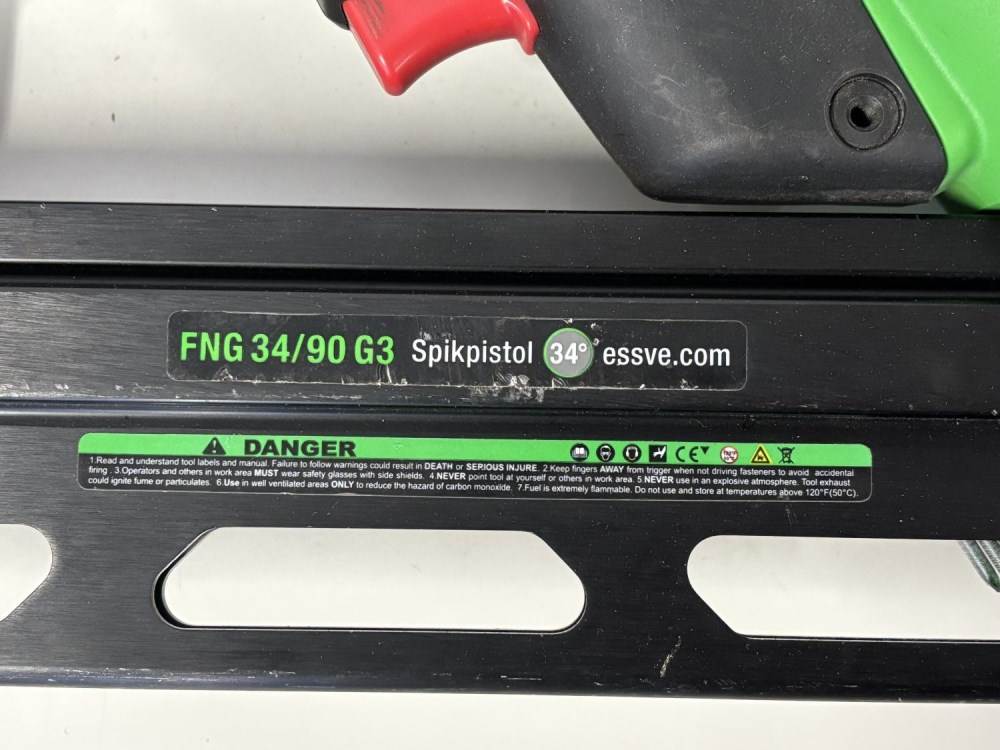 FNG 34/90 G3 Spikpistol 34° essve.com
DANGER CE
1.Read and understand tool labels and manual. Failure to follow warnings could result in DEATH or SERIOUS INJURE. 2.Keep fingers AWAY from trigger when not driving fasteners to avoid accidental
firing . 3.Operators and others in work area MUST wear safety glasses with side shields. 4.NEVER point tool at yourself or others in work area. 5 NEVER use in an explosive atmosphere. Tool exhaust
could ignite fume or particulates. 6.Use in well ventilated areas ONLY to reduce the hazard of carbon monoxide. 7.Fuel is extremely flammable. Do not use and store at temperatures above 120°F(50°C).